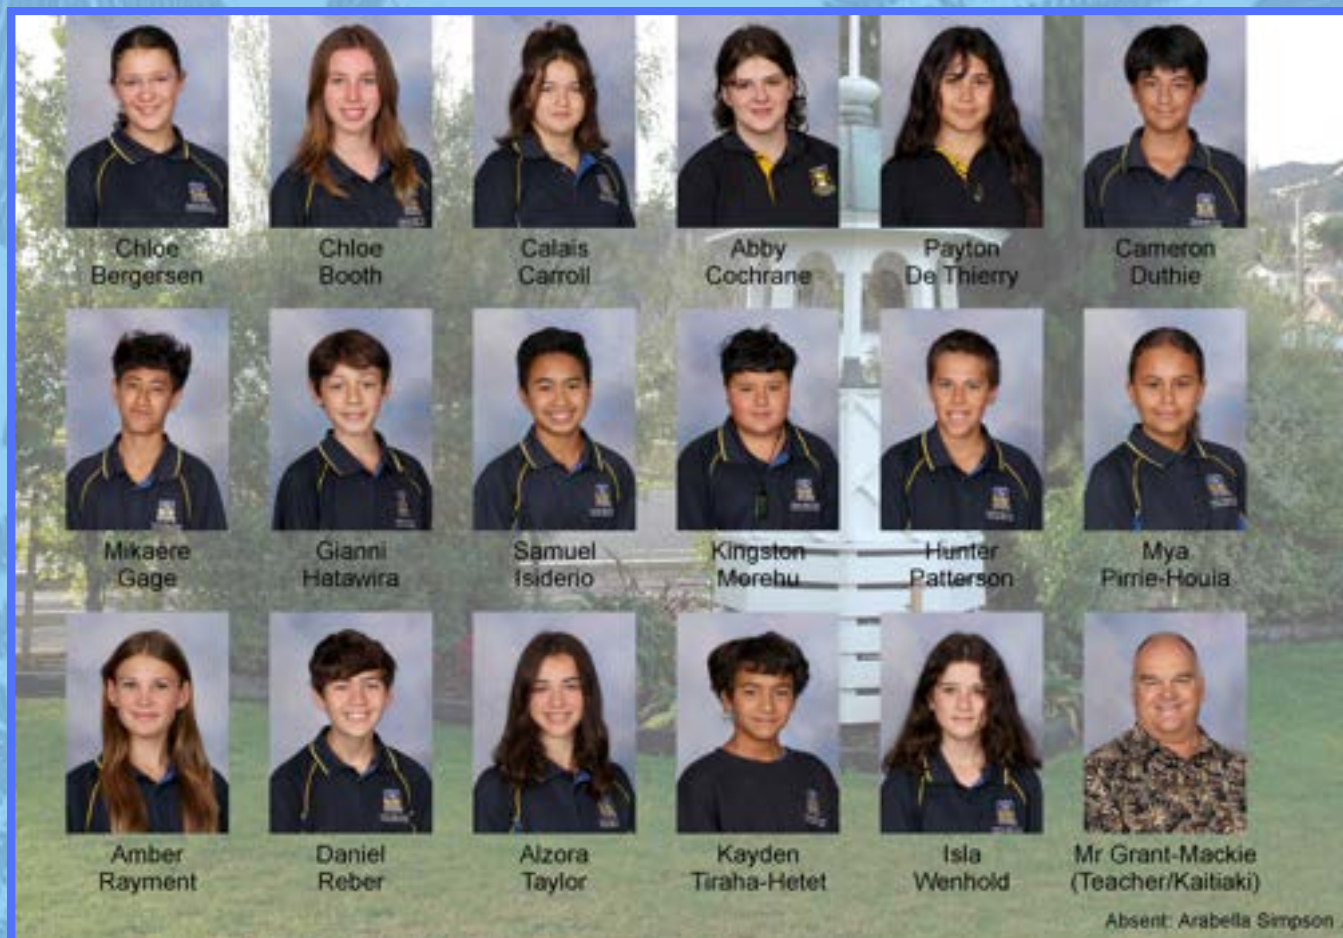 Chloe
Bergersen
Chloe
Booth
Calais
Carroll
Abby
Cochrane
Payton
De Thierry
Cameron
Duthie
Mikaere
Gage
Gianni
Hatawira
Samuel
Isiderio
Kingston
Morehu
Hunter
Patterson
Mya
Pirrie-Houia
Amber
Rayment
Daniel
Reber
Alzora
Taylor
Kayden
Tiraha-Hetet
Isla
Wenhold
Mr Grant-Mackie
(Teacher/Kaitiaki)
Absent: Arabella Simpson